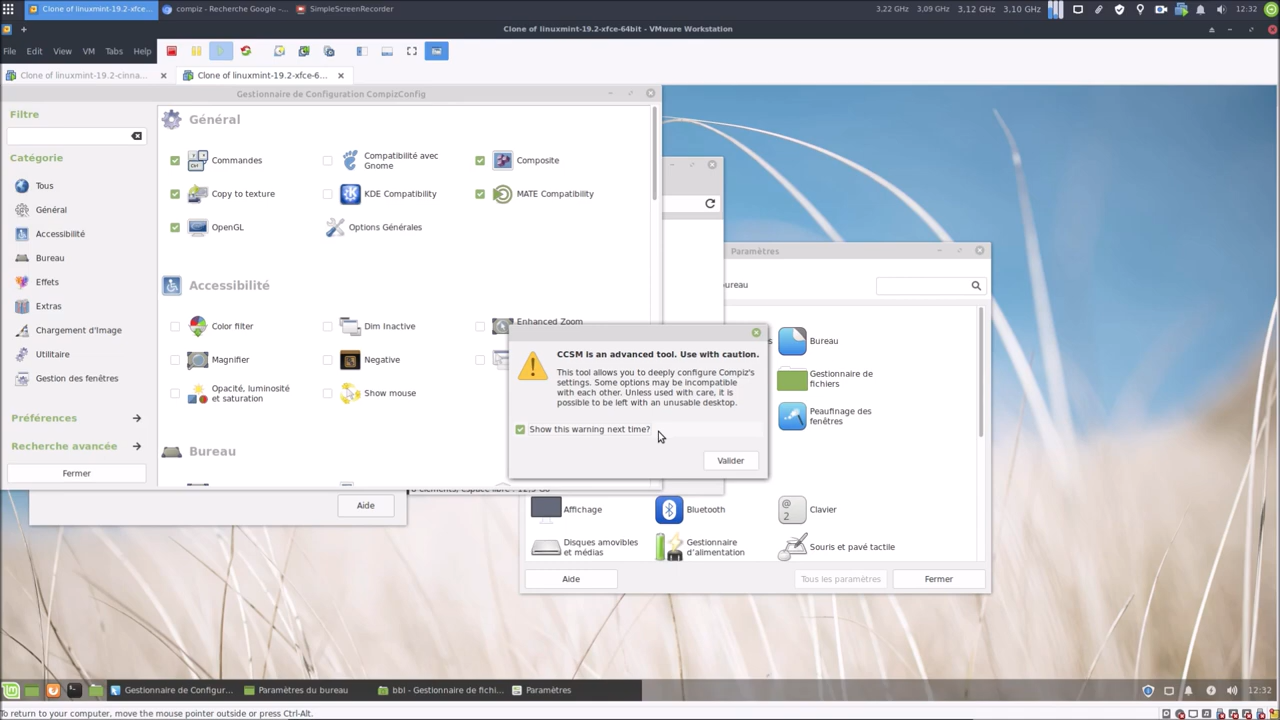 Clone of linuxmint-19.2-xfce...
compiz - Recherche Google -...
SimpleScreenRecorder
3,22 GHz
3,09 GHz
3,12 GHz
3,10 GHz
12:32
Clone of linuxmint-19.2-xfce-64bit - VMware Workstation
File Edit View VM Tabs Help
Clone of linuxmint-19.2-cinna...
Clone of linuxmint-19.2-xfce-6...
Gestionnaire de Configuration CompizConfig
Filtre
Catégorie
Tous
Général
Accessibilité
Bureau
Effets
Extras
Chargement d'Image
Utilitaire
Gestion des fenêtres
Préférences
Recherche avancée
Fermer
Général
Commandes
Compatibilité avec
Gnome
Composite
Copy to texture
KDE Compatibility
MATE Compatibility
OpenGL
Options Générales
Accessibilité
Color filter
Dim Inactive
Enhanced Zoom
Magnifier
Negative
Opacité, luminosité
et saturation
Show mouse
Bureau
Aide
CCSM is an advanced tool. Use with caution.
This tool allows you to deeply configure Compiz's
settings. Some options may be incompatible
with each other. Unless used with care, it is
possible to be left with an unusable desktop.
Show this warning next time?
Valider
Paramètres
Bureau
Gestionnaire de
fichiers
Peaufinage des
fenêtres
Affichage
Bluetooth
Clavier
Disques amovibles
et médias
Gestionnaire
d'alimentation
Souris et pavé tactile
Aide
Tous les paramètres
Fermer
Gestionnaire de Configur...
Paramètres du bureau
bbl - Gestionnaire de fichi...
Paramètres
12:32
To return to your computer, move the mouse pointer outside or press Ctrl-Alt.